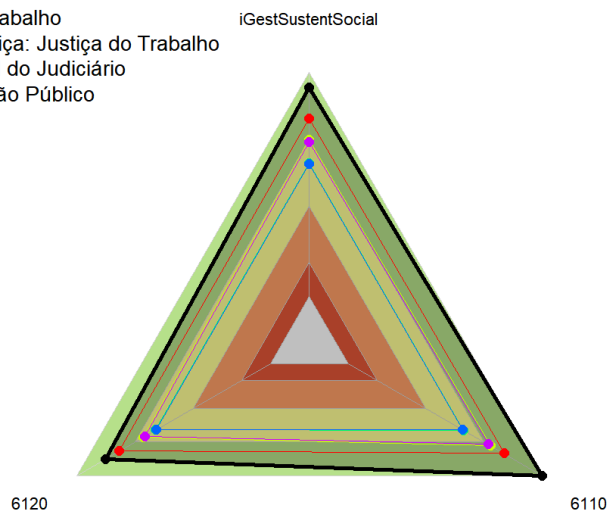 abalho
iGestSustentSocial
iça: Justiça do Trabalho
do Judiciário
ão Público
6120
6110